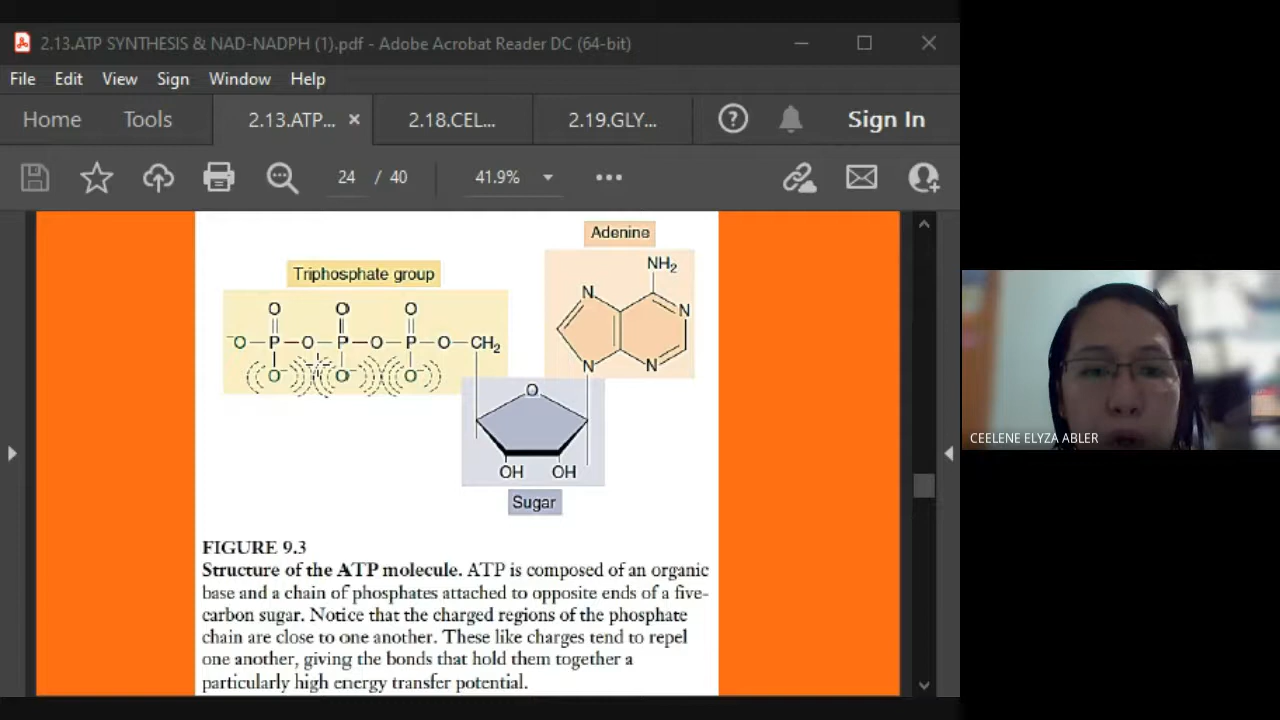 2.13.ATP SYNTHESIS & NAD-NADPH (1).pdf - Adobe Acrobat Reader DC (64-bit)
File Edit View Sign Window Help
Home Tools 2.13.ATP... × 2.18.CEL... 2.19.GLY... Sign In
24 / 40 41.9%
Adenine
Triphosphate group
NH₂
O O O N N
⁻O P O P O P O CH₂
O⁻ O⁻ O⁻ N N
O
OH OH
Sugar
CEELENE ELYZA ABLER
FIGURE 9.3
Structure of the ATP molecule. ATP is composed of an organic
base and a chain of phosphates attached to opposite ends of a five-
carbon sugar. Notice that the charged regions of the phosphate
chain are close to one another. These like charges tend to repel
one another, giving the bonds that hold them together a
particularly high energy transfer potential.